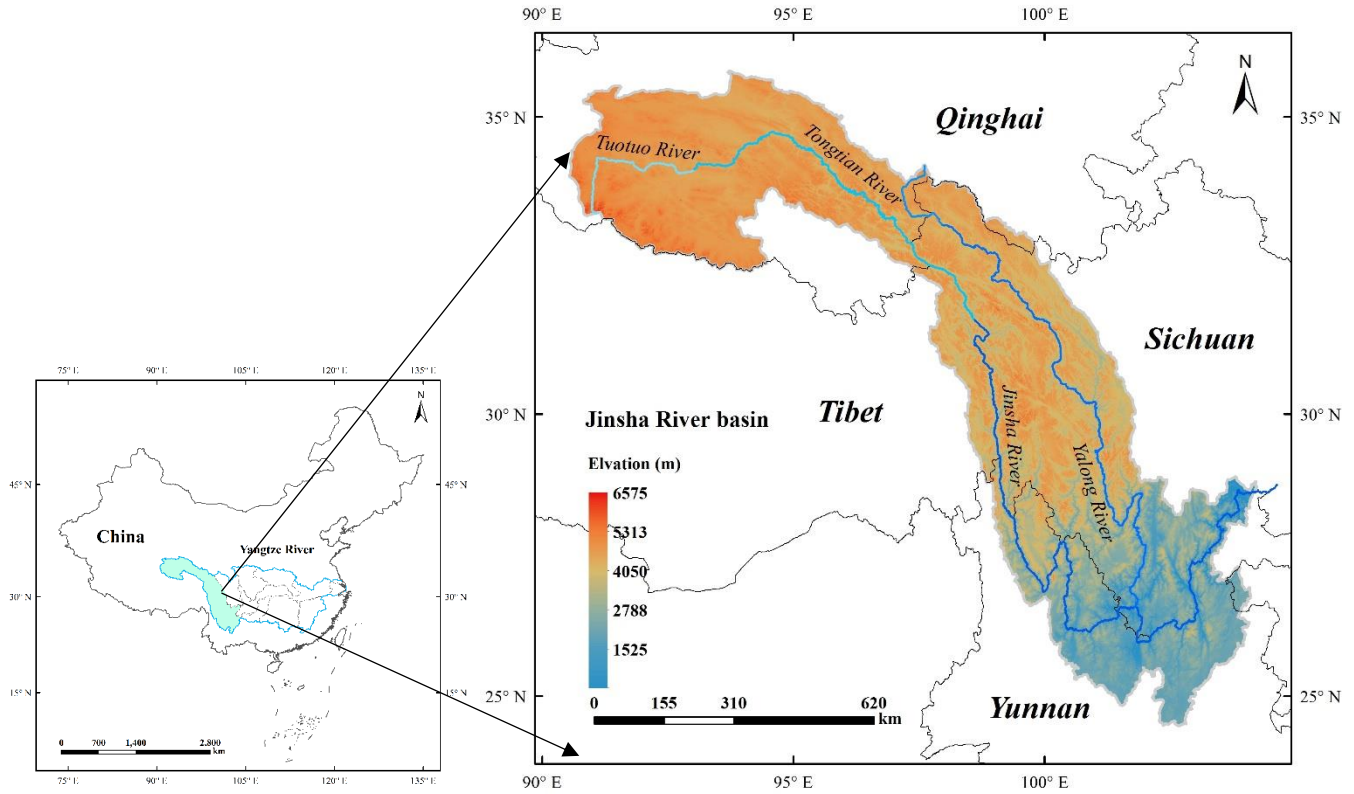 90° E
95° E
100° E
N
35° N
35° N
Qinghai
Tuotuo River
Tongtian River
Sichuan
Tibet
30° N
30° N
Jinsha River basin
Jinsha River
Yalong River
Elvation (m)
6575
5313
4050
2788
1525
0
155
310
620
km
25° N
25° N
Yunnan
90° E
95° E
100° E
75° E
90° E
105° E
120° E
135° E
N
45° N
45° N
China
Yangtze River
30° N
30° N
15° N
15° N
0
700
1,400
2,800
km
75° E
90° E
105° E
120° E
135° E